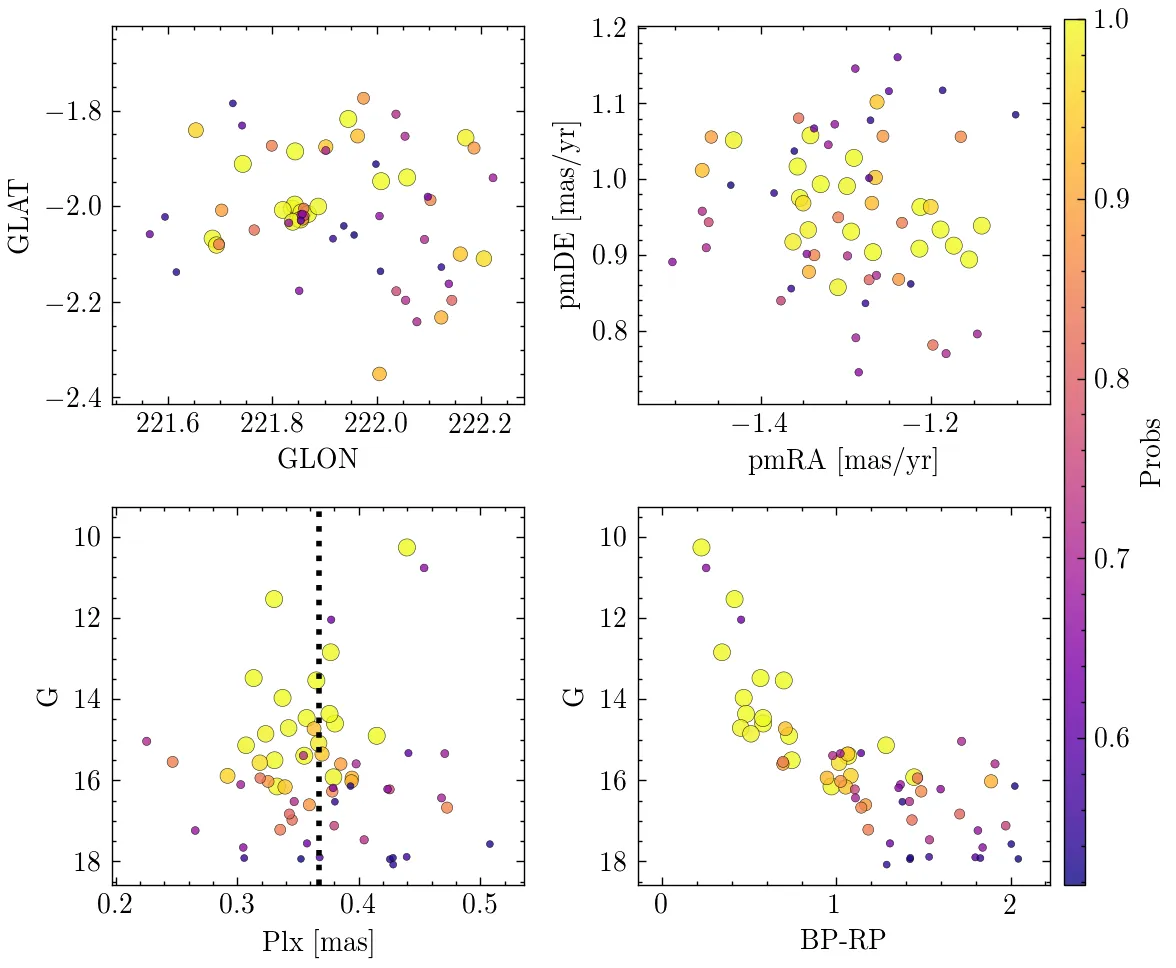 −1.8
−2.0
−2.2
−2.4
GLAT
221.6 221.8 222.0 222.2
GLON
1.2
1.1
1.0
0.9
0.8
pmDE [mas/yr]
−1.4 −1.2
pmRA [mas/yr]
10
12
14
16
18
G
0.2 0.3 0.4 0.5
Plx [mas]
10
12
14
16
18
G
0 1 2
BP-RP
1.0
0.9
0.8
0.7
0.6
Probs